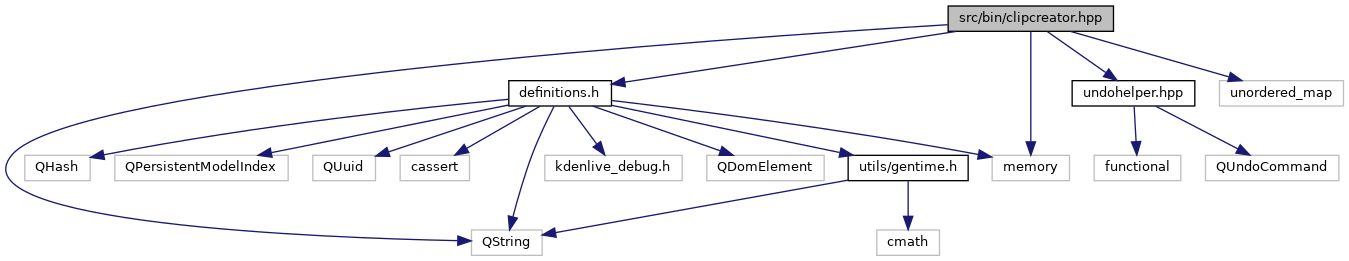 src/bin/clipcreator.hpp
definitions.h
undohelper.hpp
unordered_map
QHash
QPersistentModelIndex
QUuid
cassert
kdenlive_debug.h
QDomElement
utils/gentime.h
memory
functional
QUndoCommand
QString
cmath